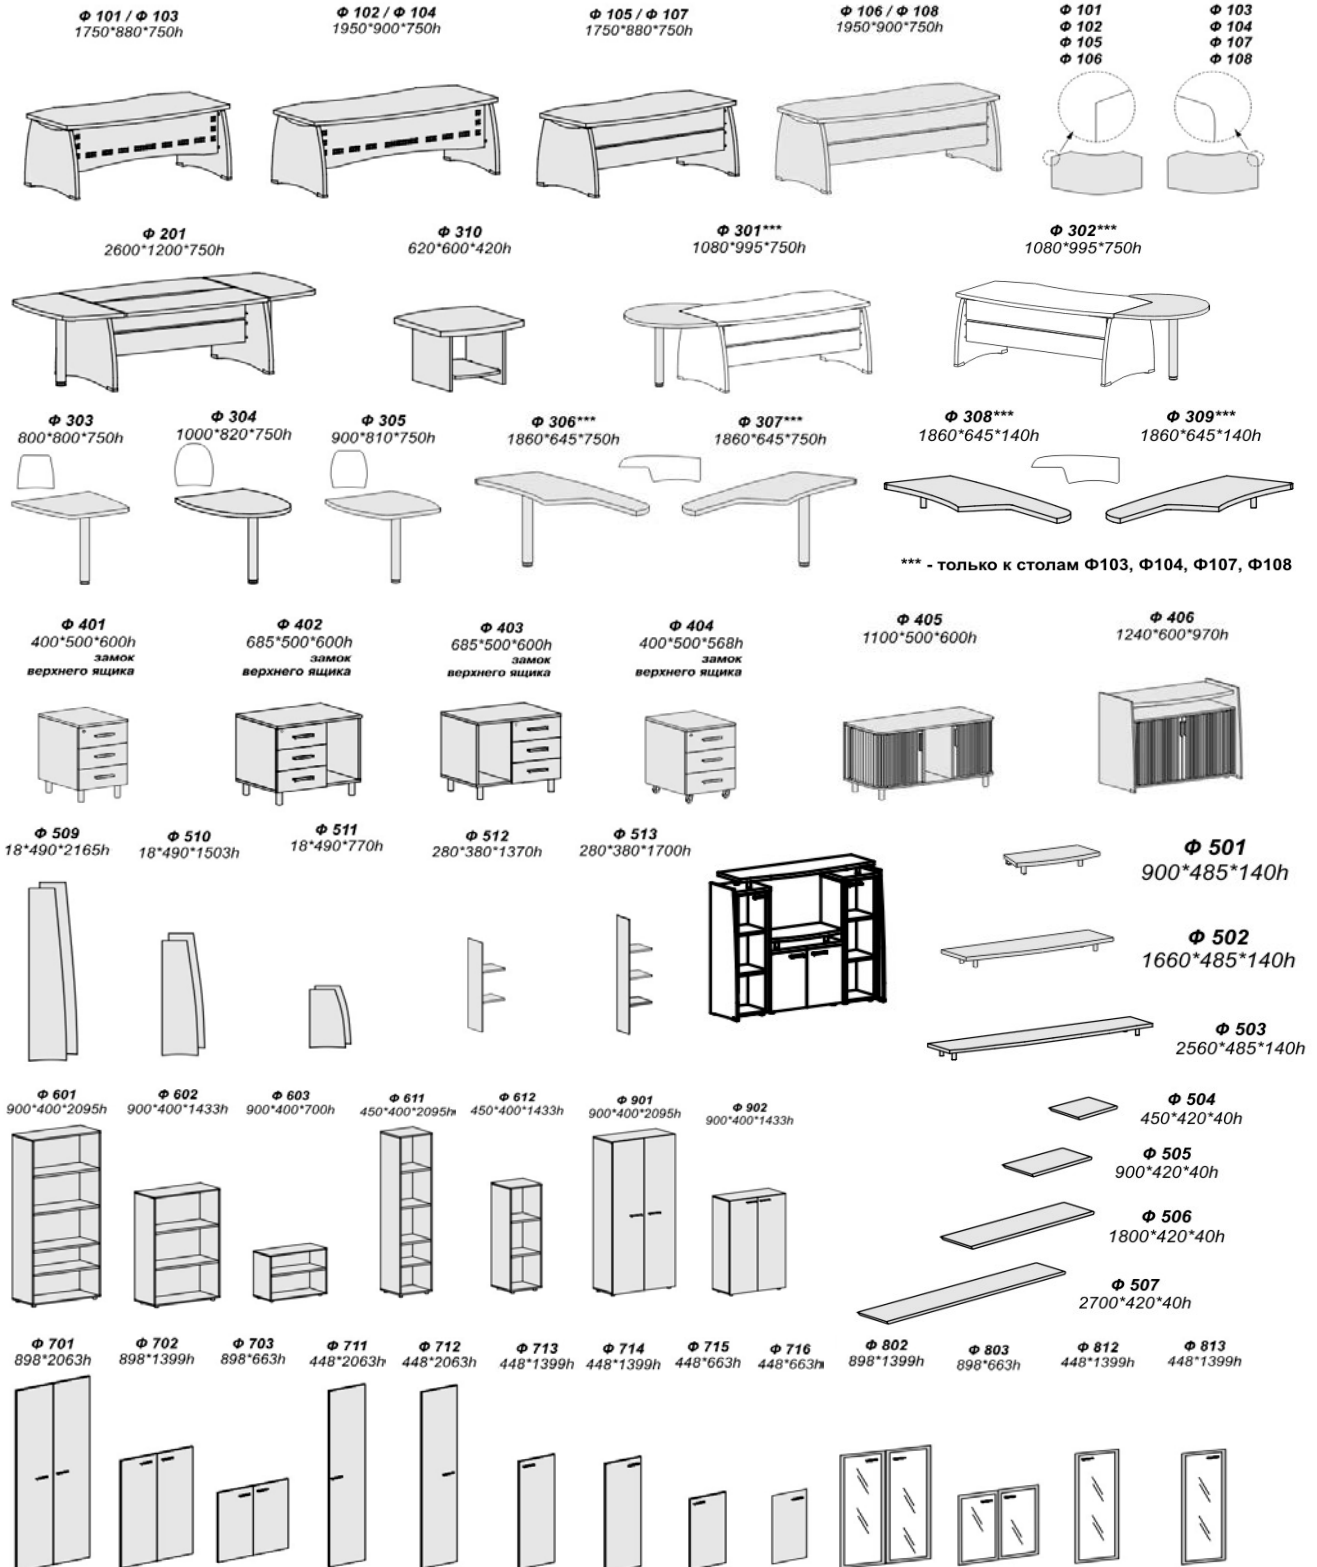 Ф 101 / Ф 103
1750*880*750h
Ф 102 / Ф 104
1950*900*750h
Ф 105 / Ф 107
1750*880*750h
Ф 106 / Ф 108
1950*900*750h
Ф 101
Ф 102
Ф 105
Ф 106
Ф 103
Ф 104
Ф 107
Ф 108
Ф 201
2600*1200*750h
Ф 310
620*600*420h
Ф 301***
1080*995*750h
Ф 302***
1080*995*750h
Ф 303
800*800*750h
Ф 304
1000*820*750h
Ф 305
900*810*750h
Ф 306***
1860*645*750h
Ф 307***
1860*645*750h
Ф 308***
1860*645*140h
Ф 309***
1860*645*140h
*** - только к столам Ф103, Ф104, Ф107, Ф108
Ф 401
400*500*600h
замок
верхнего ящика
Ф 402
685*500*600h
замок
верхнего ящика
Ф 403
685*500*600h
замок
верхнего ящика
Ф 404
400*500*568h
замок
верхнего ящика
Ф 405
1100*500*600h
Ф 406
1240*600*970h
Ф 509
18*490*2165h
Ф 510
18*490*1503h
Ф 511
18*490*770h
Ф 512
280*380*1370h
Ф 513
280*380*1700h
Ф 501
900*485*140h
Ф 502
1660*485*140h
Ф 503
2560*485*140h
Ф 601
900*400*2095h
Ф 602
900*400*1433h
Ф 603
900*400*700h
Ф 611
450*400*2095h
Ф 612
450*400*1433h
Ф 901
900*400*2095h
Ф 902
900*400*1433h
Ф 504
450*420*40h
Ф 505
900*420*40h
Ф 506
1800*420*40h
Ф 507
2700*420*40h
Ф 701
898*2063h
Ф 702
898*1399h
Ф 703
898*663h
Ф 711
448*2063h
Ф 712
448*2063h
Ф 713
448*1399h
Ф 714
448*1399h
Ф 715
448*663h
Ф 716
448*663h
Ф 802
898*1399h
Ф 803
898*663h
Ф 812
448*1399h
Ф 813
448*1399h